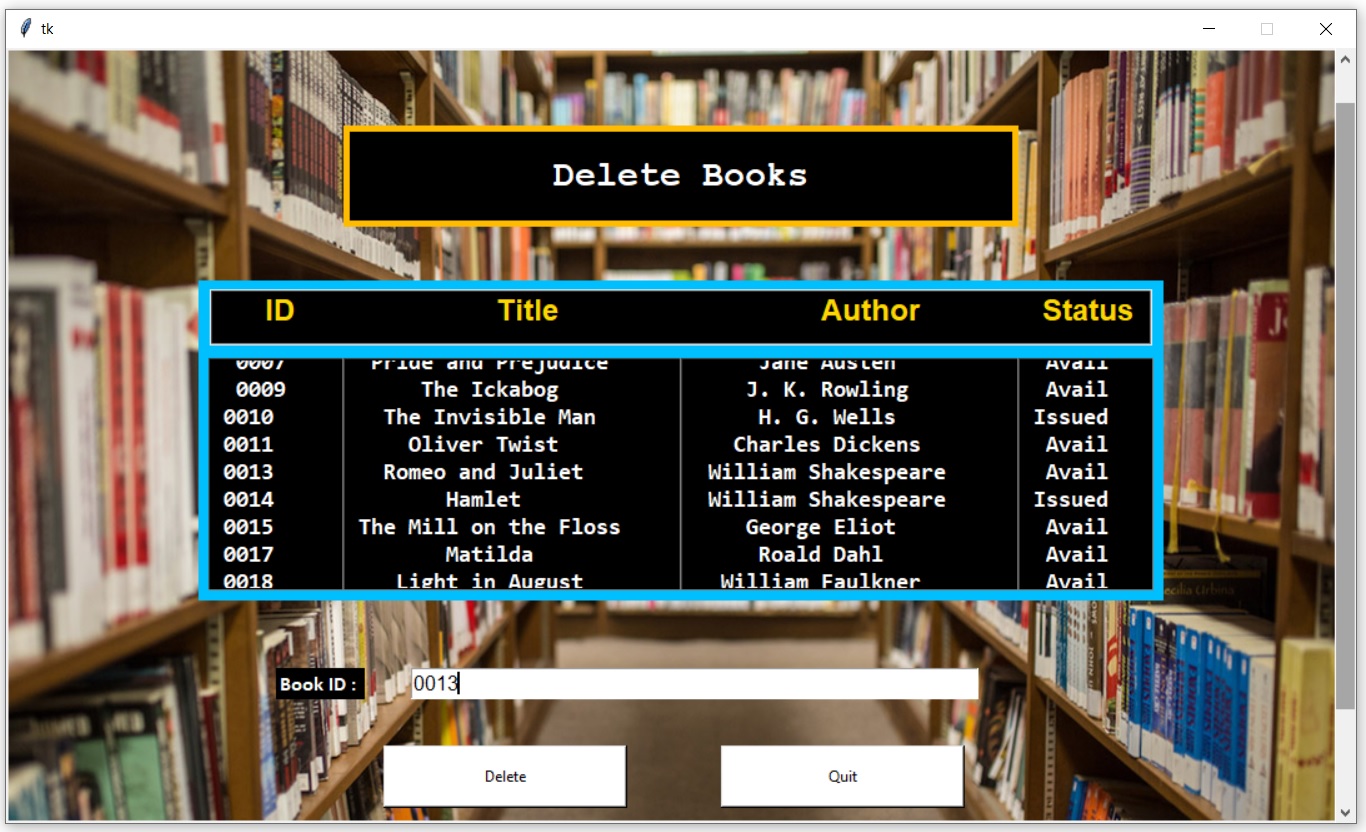 tk
Delete Books
ID Title Author Status
0007 Pride and Prejudice Jane Austen Avail
0009 The Ickabog J. K. Rowling Avail
0010 The Invisible Man H. G. Wells Issued
0011 Oliver Twist Charles Dickens Avail
0013 Romeo and Juliet William Shakespeare Avail
0014 Hamlet William Shakespeare Issued
0015 The Mill on the Floss George Eliot Avail
0017 Matilda Roald Dahl Avail
0018 Light in August William Faulkner Avail
Book ID : 0013
Delete Quit